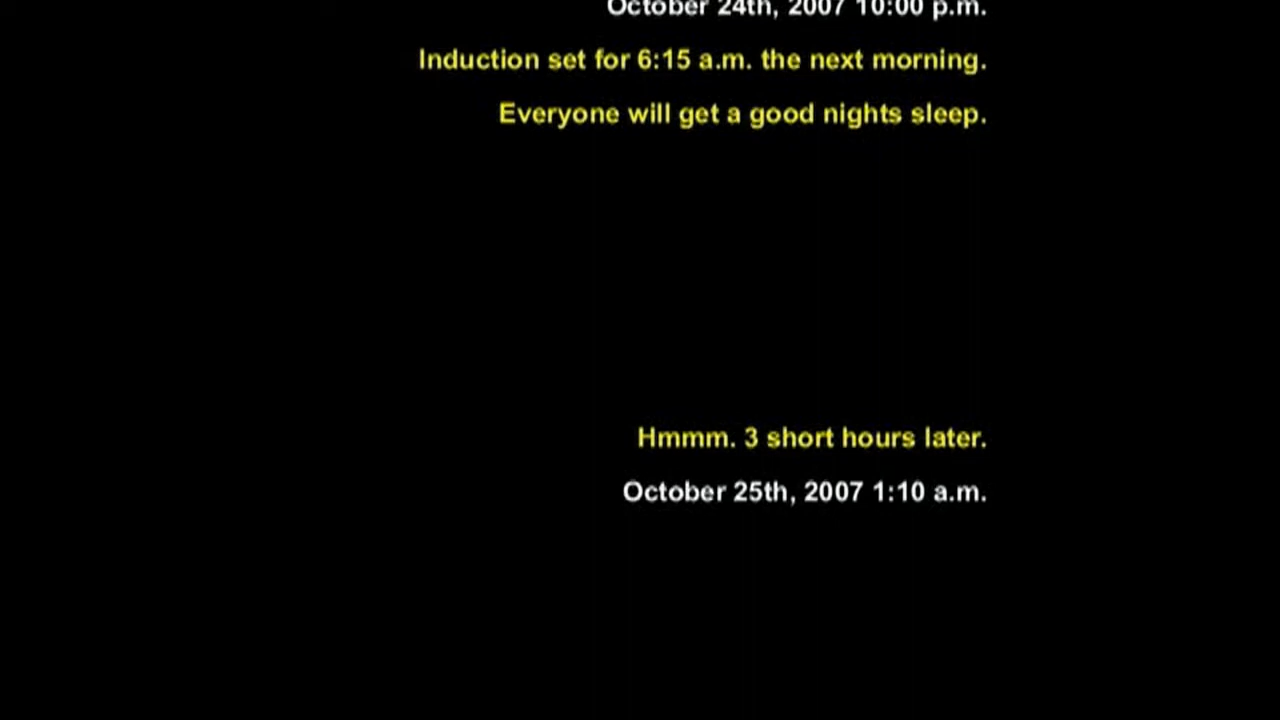 October 24th, 2007 10:00 p.m.
Induction set for 6:15 a.m. the next morning.
Everyone will get a good nights sleep.
Hmmm. 3 short hours later.
October 25th, 2007 1:10 a.m.